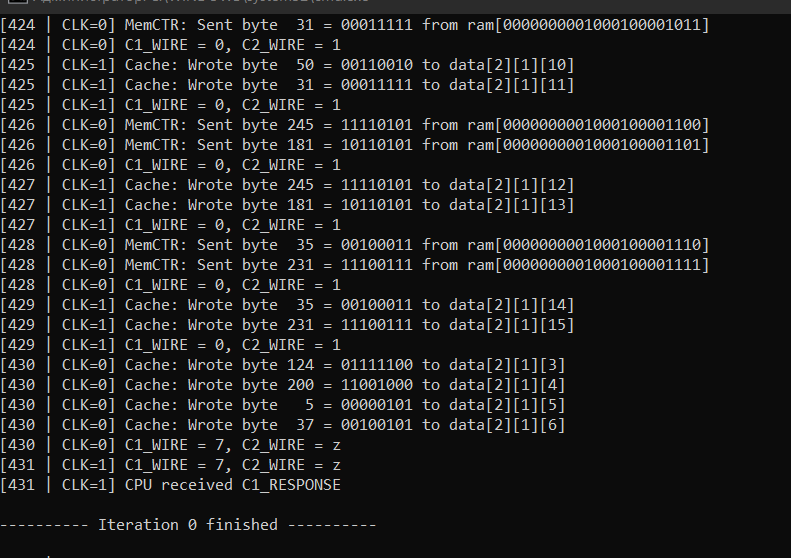 [424 | CLK=0] MemCTR: Sent byte  31 = 00011111 from ram[0000000001000100001011]
[424 | CLK=0] C1_WIRE = 0, C2_WIRE = 1
[425 | CLK=1] Cache: Wrote byte  50 = 00110010 to data[2][1][10]
[425 | CLK=1] Cache: Wrote byte  31 = 00011111 to data[2][1][11]
[425 | CLK=1] C1_WIRE = 0, C2_WIRE = 1
[426 | CLK=0] MemCTR: Sent byte 245 = 11110101 from ram[0000000001000100001100]
[426 | CLK=0] MemCTR: Sent byte 181 = 10110101 from ram[0000000001000100001101]
[426 | CLK=0] C1_WIRE = 0, C2_WIRE = 1
[427 | CLK=1] Cache: Wrote byte 245 = 11110101 to data[2][1][12]
[427 | CLK=1] Cache: Wrote byte 181 = 10110101 to data[2][1][13]
[427 | CLK=1] C1_WIRE = 0, C2_WIRE = 1
[428 | CLK=0] MemCTR: Sent byte  35 = 00100011 from ram[0000000001000100001110]
[428 | CLK=0] MemCTR: Sent byte 231 = 11100111 from ram[0000000001000100001111]
[428 | CLK=0] C1_WIRE = 0, C2_WIRE = 1
[429 | CLK=1] Cache: Wrote byte  35 = 00100011 to data[2][1][14]
[429 | CLK=1] Cache: Wrote byte 231 = 11100111 to data[2][1][15]
[429 | CLK=1] C1_WIRE = 0, C2_WIRE = 1
[430 | CLK=0] Cache: Wrote byte 124 = 01111100 to data[2][1][3]
[430 | CLK=0] Cache: Wrote byte 200 = 11001000 to data[2][1][4]
[430 | CLK=0] Cache: Wrote byte   5 = 00000101 to data[2][1][5]
[430 | CLK=0] Cache: Wrote byte  37 = 00100101 to data[2][1][6]
[430 | CLK=0] C1_WIRE = 7, C2_WIRE = z
[431 | CLK=1] C1_WIRE = 7, C2_WIRE = z
[431 | CLK=1] CPU received C1_RESPONSE
---------- Iteration 0 finished ----------